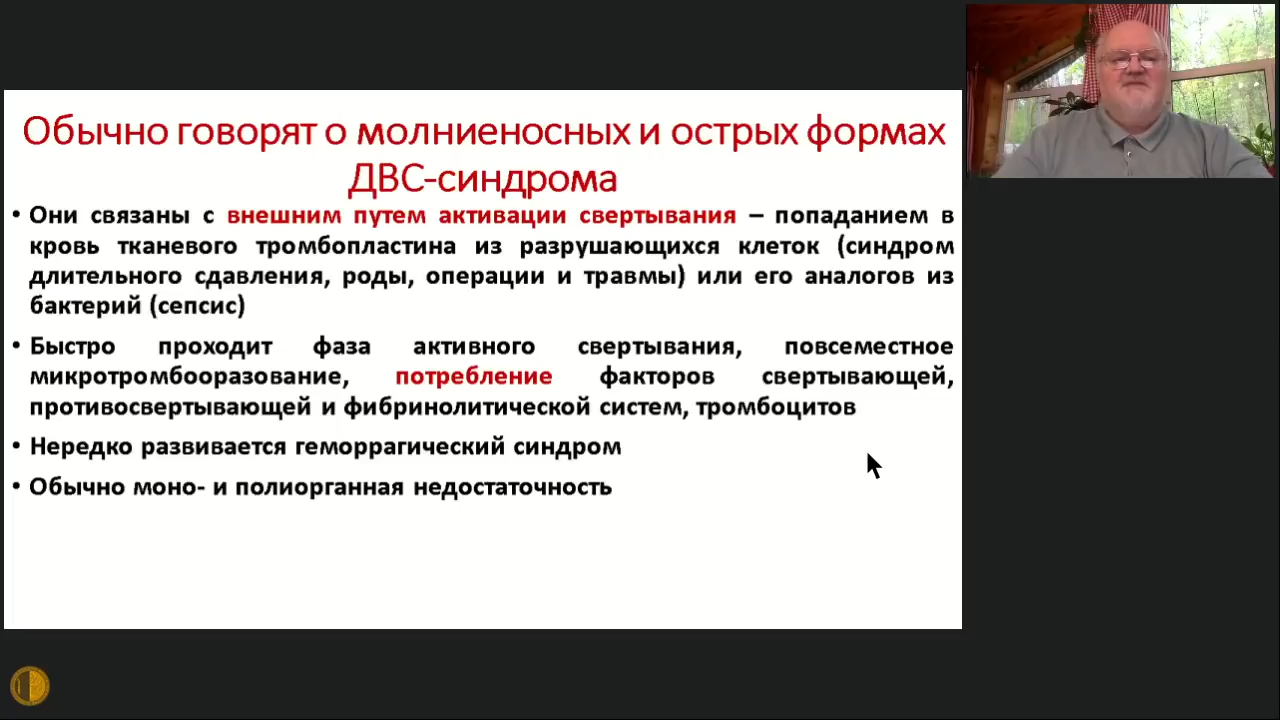 Обычно говорят о молниеносных и острых формах
ДВС-синдрома
• Они связаны с внешним путем активации свертывания – попаданием в
кровь тканевого тромбопластина из разрушающихся клеток (синдром
длительного сдавления, роды, операции и травмы) или его аналогов из
бактерий (сепсис)
• Быстро проходит фаза активного свертывания, повсеместное
микротромбооразование, потребление факторов свертывающей,
противосвертывающей и фибринолитической систем, тромбоцитов
• Нередко развивается геморрагический синдром
• Обычно моно- и полиорганная недостаточность